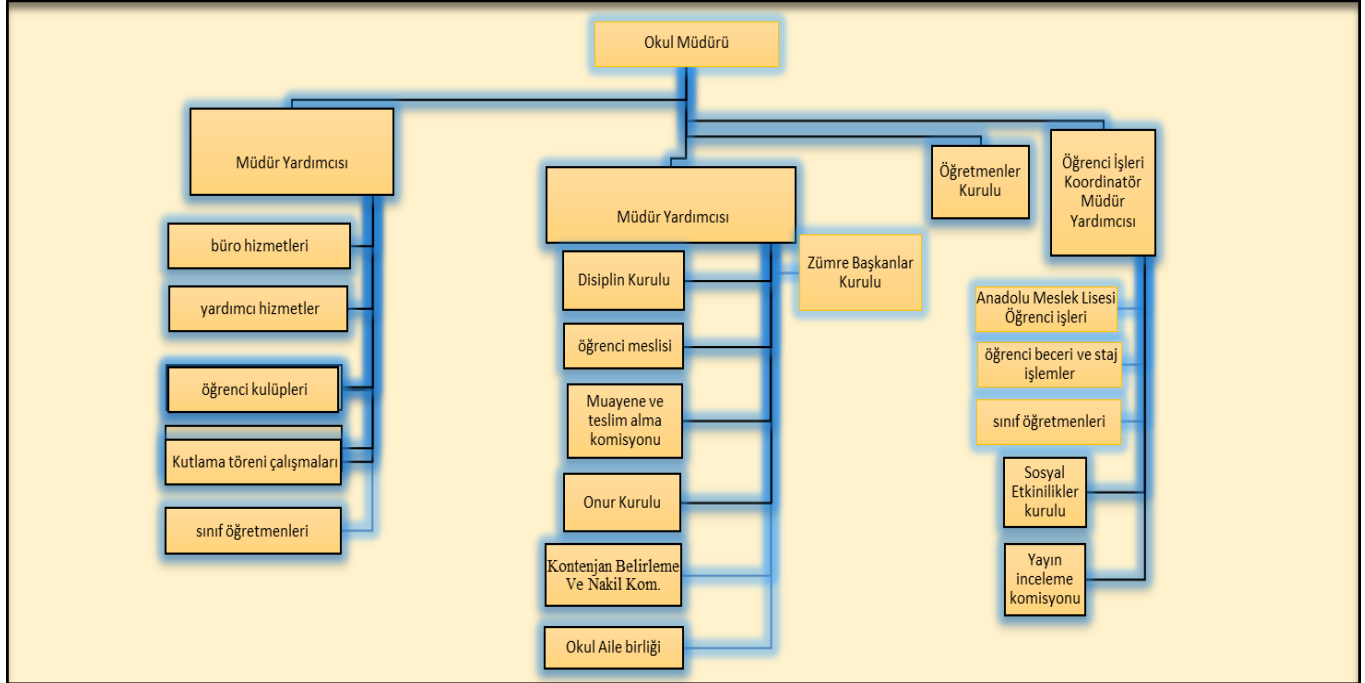 Okul Müdürü
Müdür Yardımcısı
büro hizmetleri
yardımcı hizmetler
öğrenci kulüpleri
Kutlama töreni çalışmaları
sınıf öğretmenleri
Müdür Yardımcısı
Disiplin Kurulu
öğrenci meslisi
Muayene ve
teslim alma
komisyonu
Onur Kurulu
Kontenjan Belirleme
Ve Nakil Kom.
Okul Aile birliği
Zümre Başkanlar
Kurulu
Öğretmenler
Kurulu
Öğrenci İşleri
Koordinatör
Müdür
Yardımcısı
Anadolu Meslek Lisesi
Öğrenci işleri
öğrenci beceri ve staj
işlemler
sınıf öğretmenleri
Sosyal
Etkinilikler
kurulu
Yayın
inceleme
komisyonu